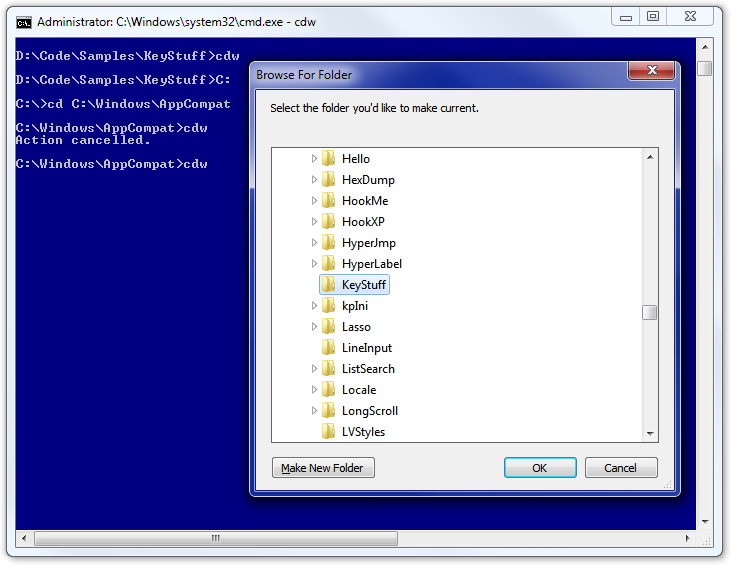 Administrator: C:\Windows\system32\cmd.exe - cdw
D:\Code\Samples\KeyStuff>cdw
D:\Code\Samples\KeyStuff>C:
C:\>cd C:\Windows\AppCompat
C:\Windows\AppCompat>cdw
Action cancelled.
C:\Windows\AppCompat>cdw
Browse For Folder
Select the folder you'd like to make current.
Hello
HexDump
HookMe
HookXP
HyperJmp
HyperLabel
KeyStuff
kpIni
Lasso
LineInput
ListSearch
Locale
LongScroll
LVStyles
Make New Folder
OK
Cancel